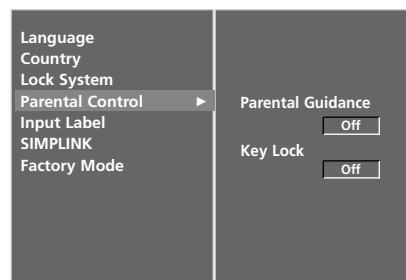 Language
Country
Lock System
Parental Control ►
Input Label
SIMPLINK
Factory Mode
Parental Guidance
Off
Key Lock
Off